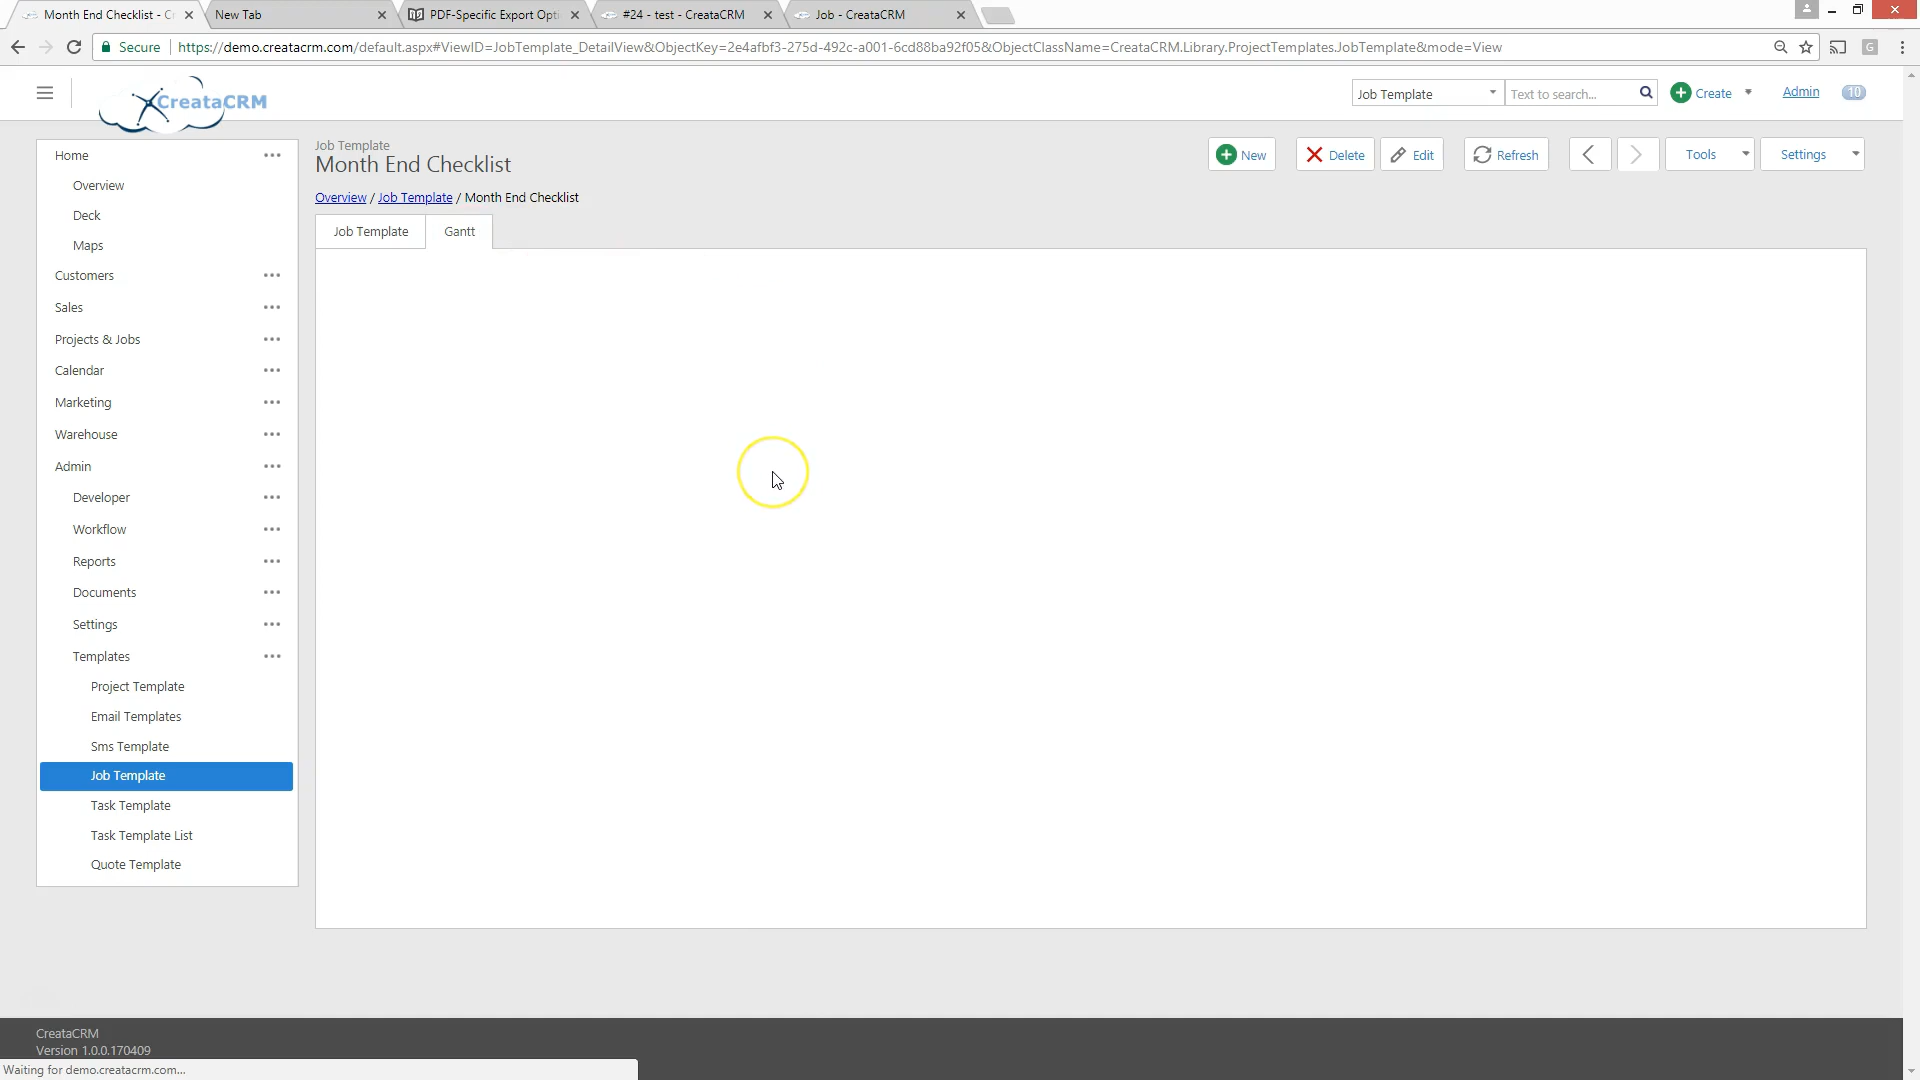 Month End Checklist - C
New Tab
PDF-Specific Export Opti
#24 - test - CreataCRM
Job - CreataCRM
Secure
https://demo.creatacrm.com/default.aspx#ViewID=JobTemplate_DetailView&ObjectKey=2e4afbf3-275d-492c-a001-6cd88ba92f05&ObjectClassName=CreataCRM.Library.ProjectTemplates.JobTemplate&mode=View
G
CreataCRM
Job Template
Text to search...
Create
Admin
10
Home
Overview
Deck
Maps
Customers
Sales
Projects & Jobs
Calendar
Marketing
Warehouse
Admin
Developer
Workflow
Reports
Documents
Settings
Templates
Project Template
Email Templates
Sms Template
Job Template
Task Template
Task Template List
Quote Template
Job Template
Month End Checklist
New
Delete
Edit
Refresh
Tools
Settings
Overview / Job Template / Month End Checklist
Job Template
Gantt
CreataCRM
Version 1.0.0.170409
Waiting for demo.creatacrm.com...